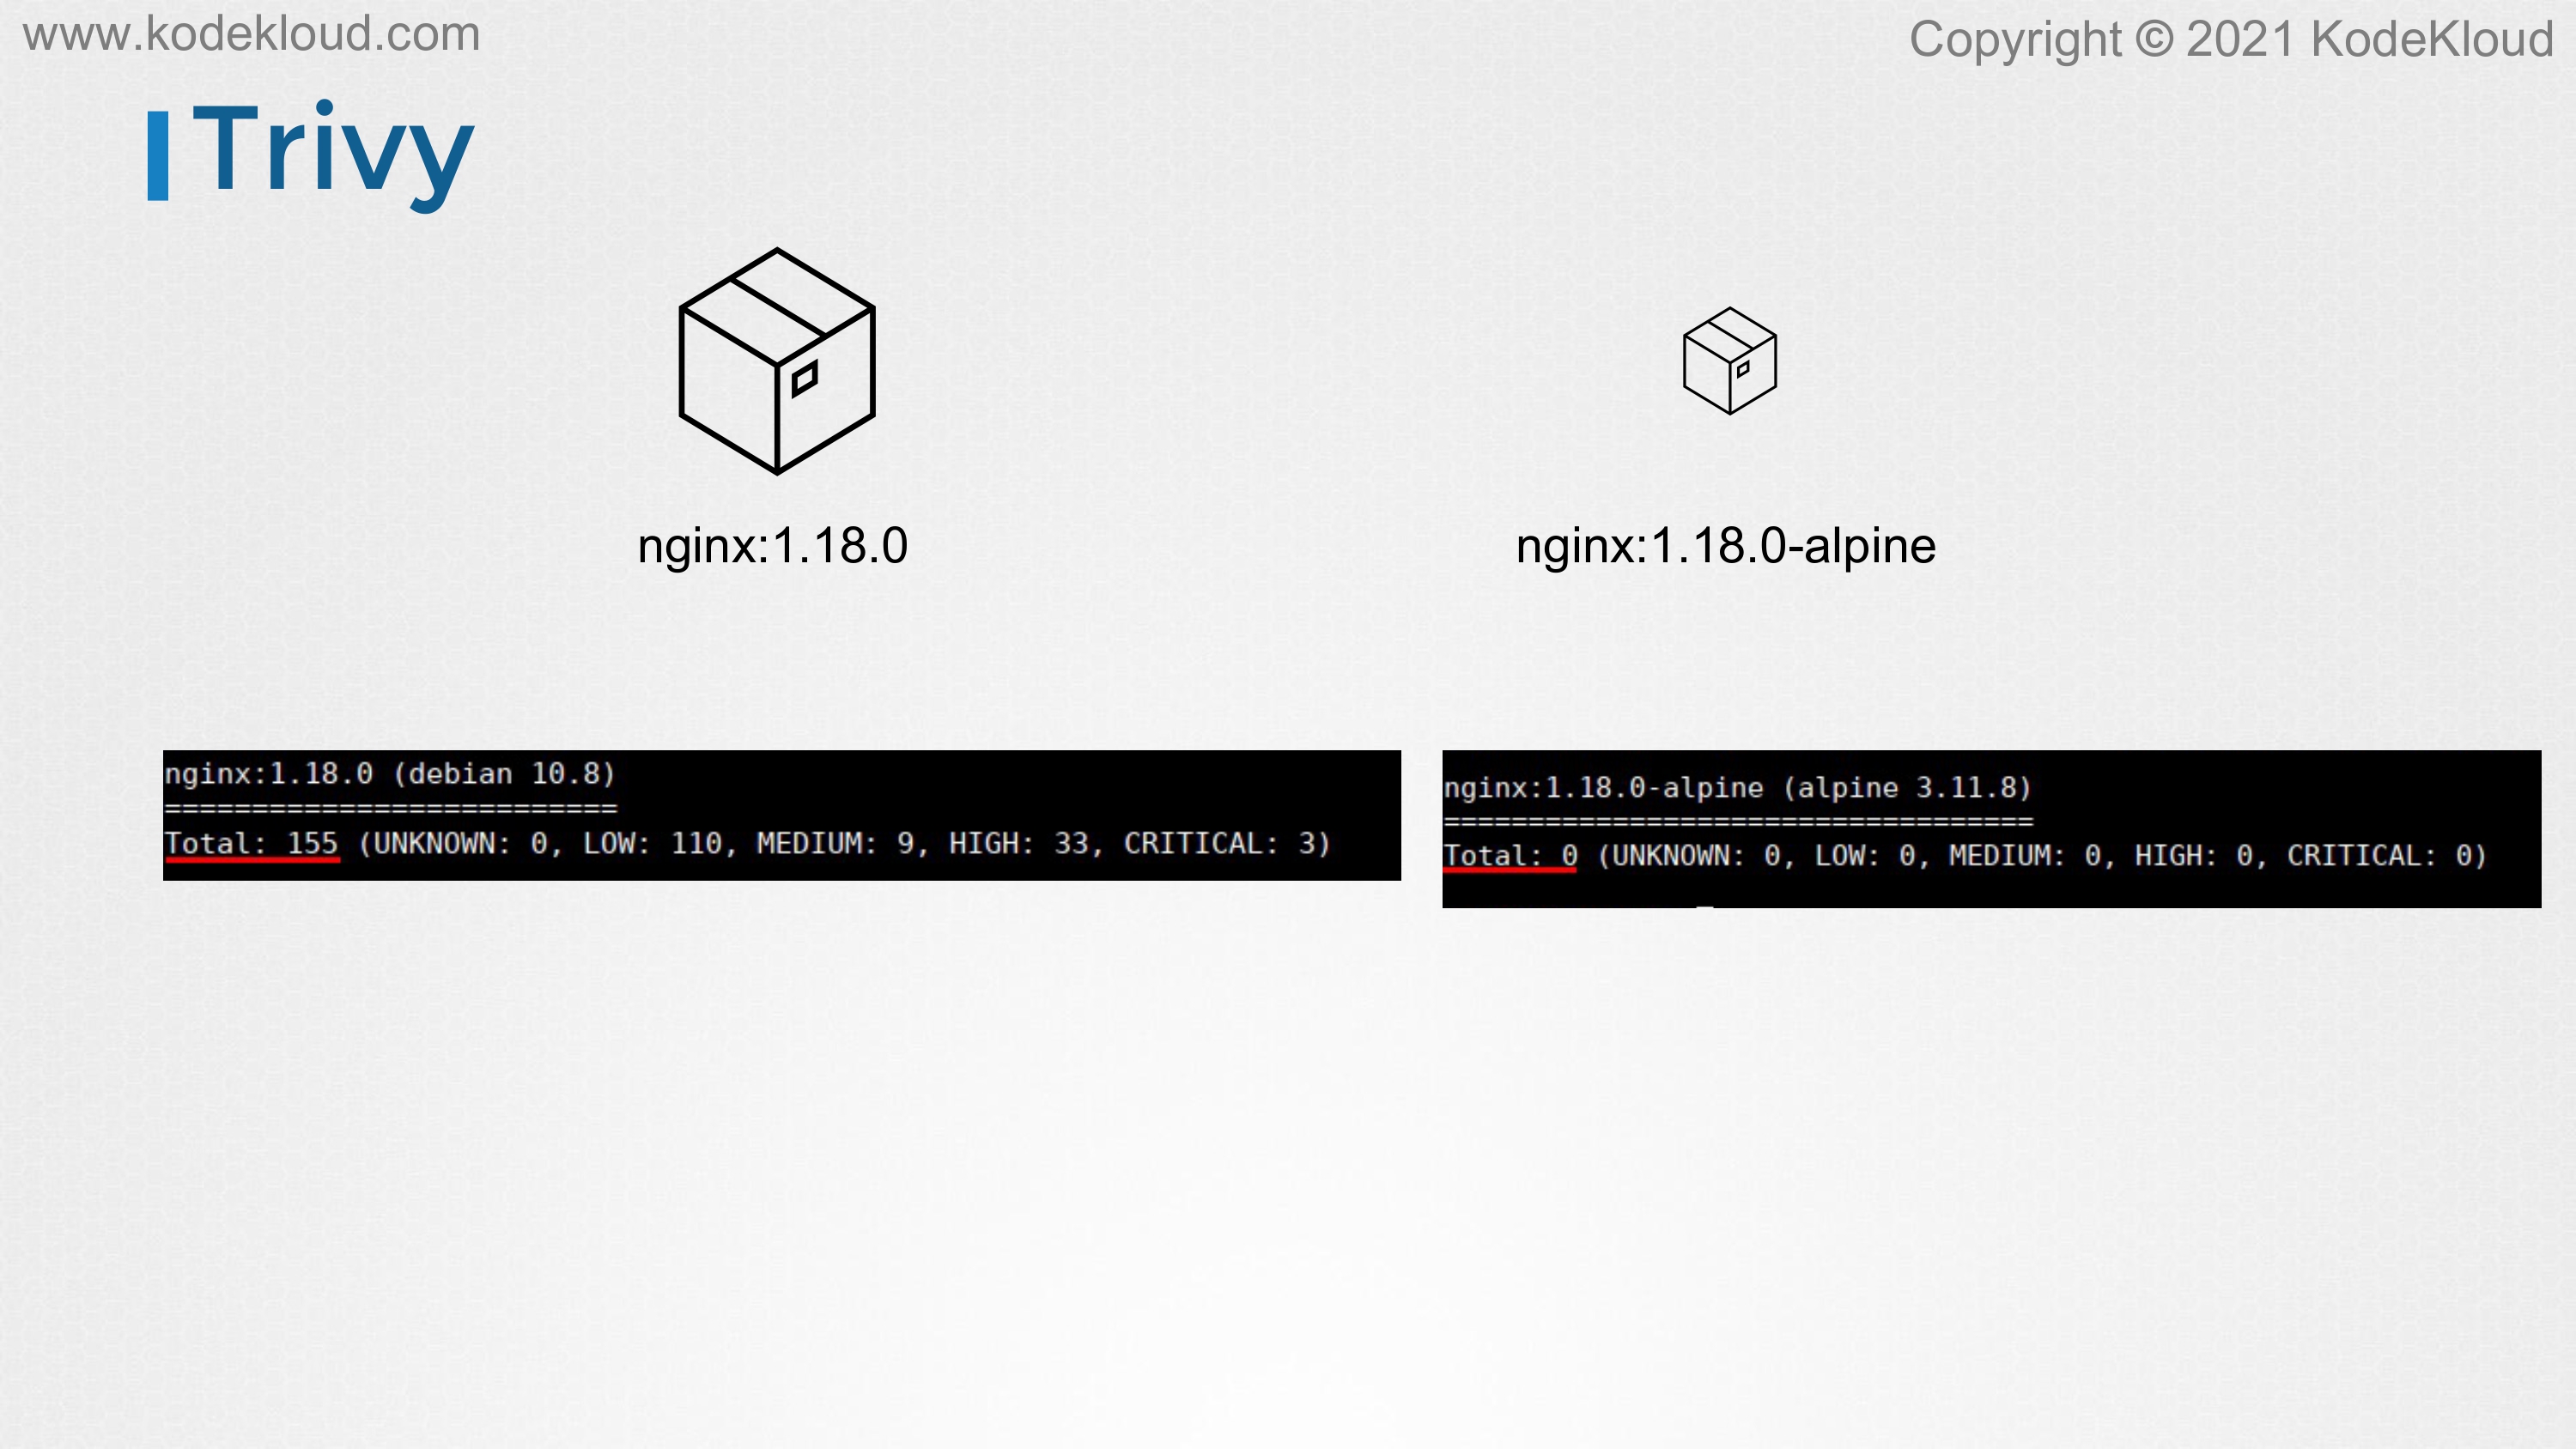 www.kodekloud.com
Copyright © 2021 KodeKloud
Trivy
nginx:1.18.0
nginx:1.18.0-alpine
nginx:1.18.0 (debian 10.8)
==========================
Total: 155 (UNKNOWN: 0, LOW: 110, MEDIUM: 9, HIGH: 33, CRITICAL: 3)
nginx:1.18.0-alpine (alpine 3.11.8)
===================================
Total: 0 (UNKNOWN: 0, LOW: 0, MEDIUM: 0, HIGH: 0, CRITICAL: 0)